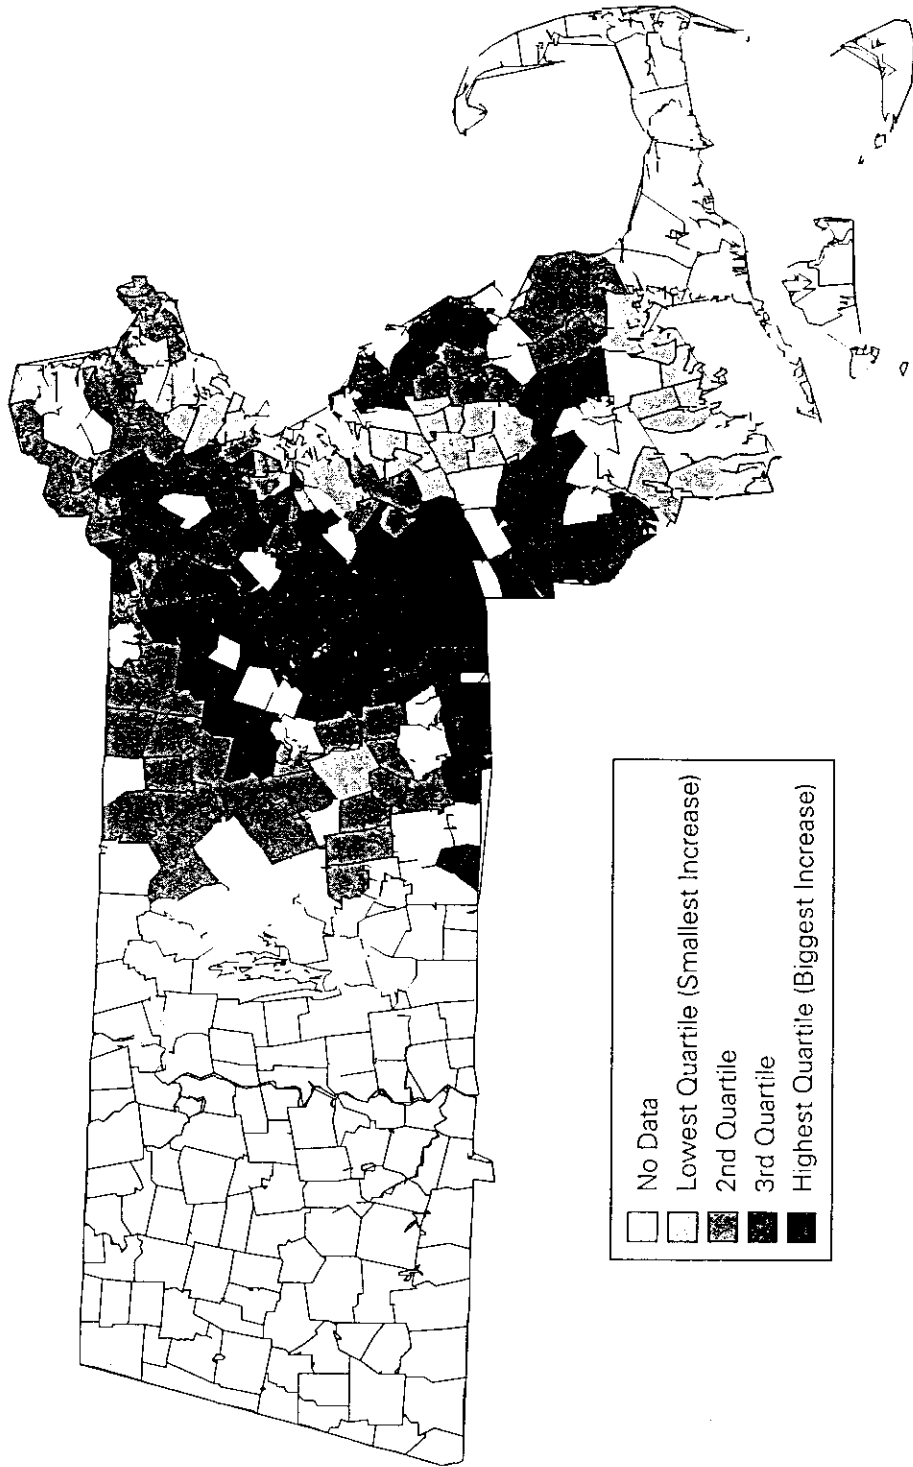 No Data
Lowest Quartile (Smallest Increase)
2nd Quartile
3rd Quartile
Highest Quartile (Biggest Increase)